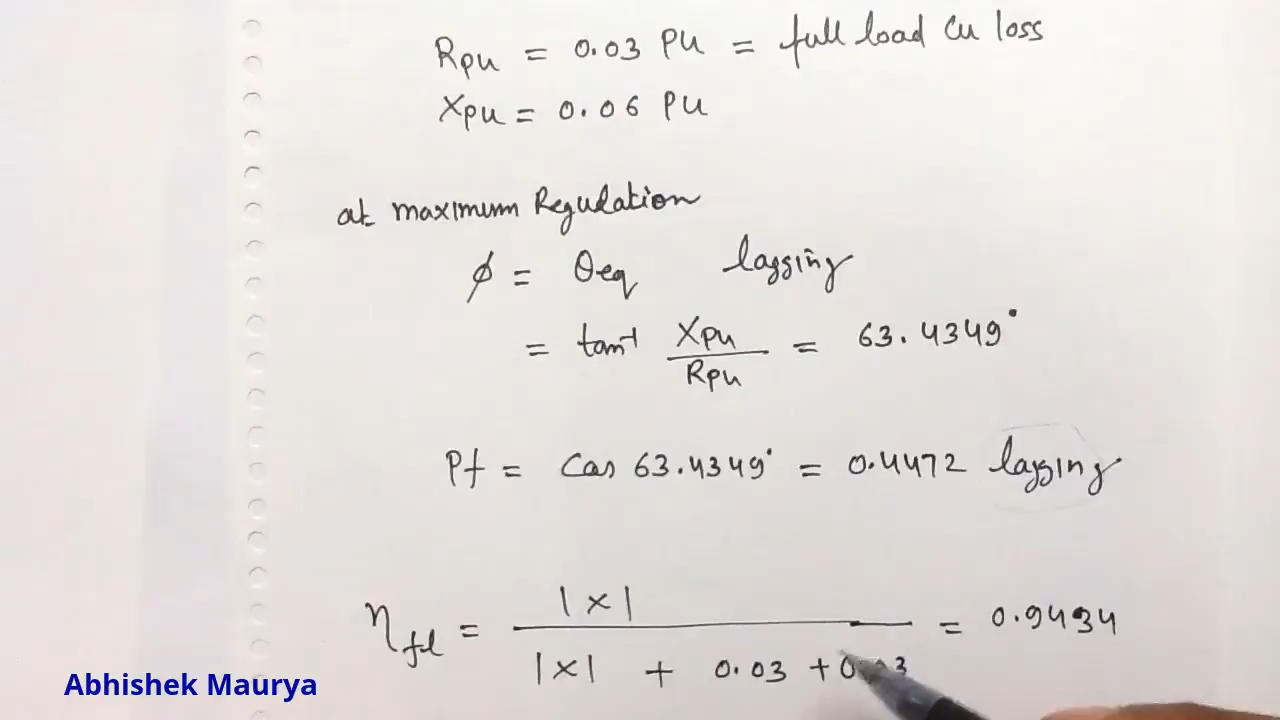 Rpu = 0.03 PU = full load Cu loss
Xpu = 0.06 PU
at maximum Regulation
ϕ = θeq lagging
= tan⁻¹ Xpu / Rpu = 63.4349°
Pf = Cos 63.4349° = 0.4472 lagging
ηfl = 1×1 / 1×1 + 0.03 + 0.03 = 0.9434
Abhishek Maurya